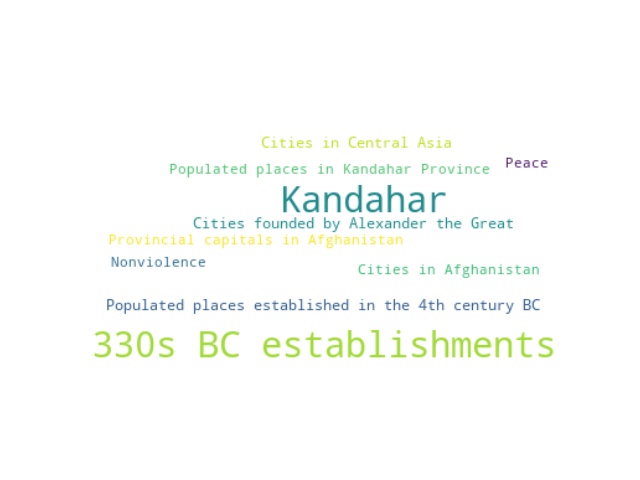 Cities in Central Asia
Peace
Populated places in Kandahar Province
Kandahar
Cities founded by Alexander the Great
Provincial capitals in Afghanistan
Nonviolence
Cities in Afghanistan
Populated places established in the 4th century BC
330s BC establishments